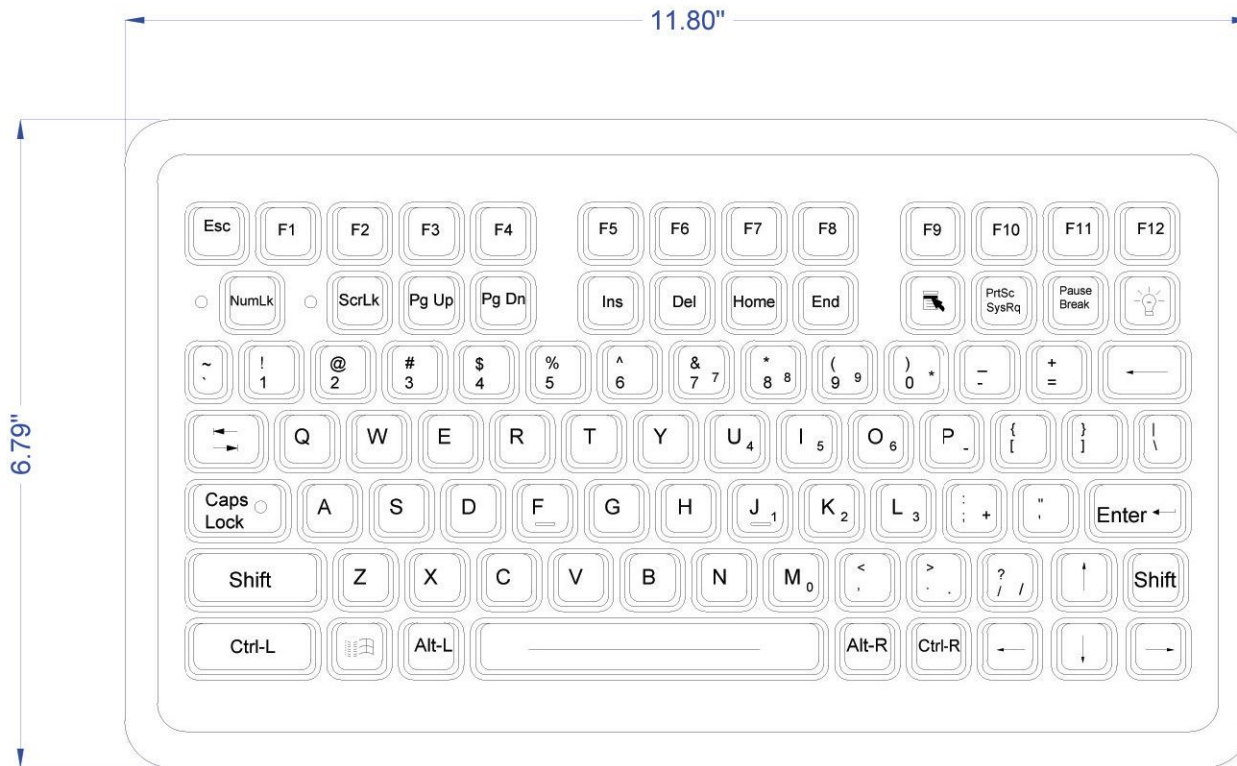 11.80"
6.79"
Esc F1 F2 F3 F4 F5 F6 F7 F8 F9 F10 F11 F12
NumLk ScrLk Pg Up Pg Dn Ins Del Home End PrtSc SysRq Pause Break
~ ! @ # $ % ^ & * ( ) _ +
` 1 2 3 4 5 6 7 7 8 8 9 9 0 * - =
Q W E R T Y U 4 I 5 O 6 P - { [ } ] | \
Caps Lock A S D F G H J 1 K 2 L 3 : ; + " ' Enter
Shift Z X C V B N M 0 < , > . . ? / / Shift
Ctrl-L Alt-L Alt-R Ctrl-R